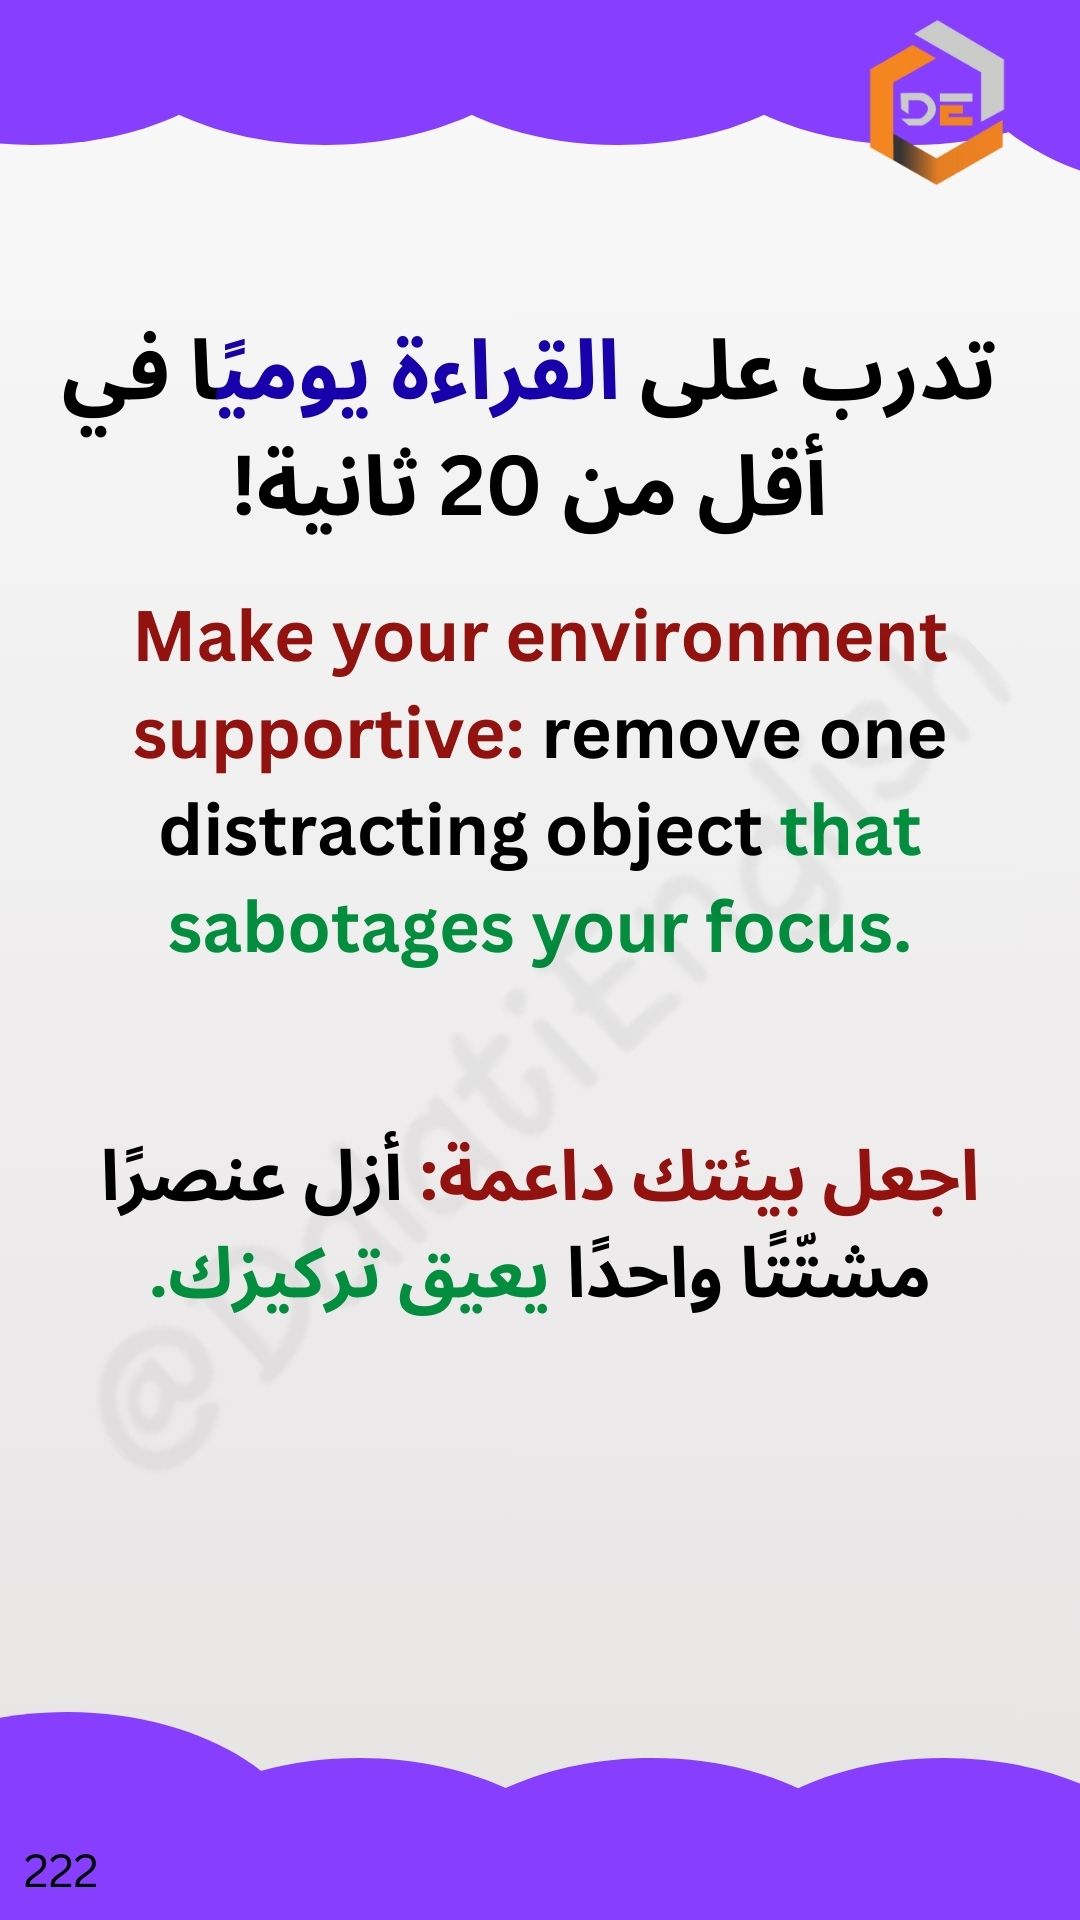 DE
تدرب على القراءة يوميًا في
أقل من 20 ثانية!
Make your environment
supportive: remove one
distracting object that
sabotages your focus.
اجعل بيئتك داعمة: أزل عنصرًا
مشتّتًا واحدًا يعيق تركيزك.
@DalatiEnglish
222